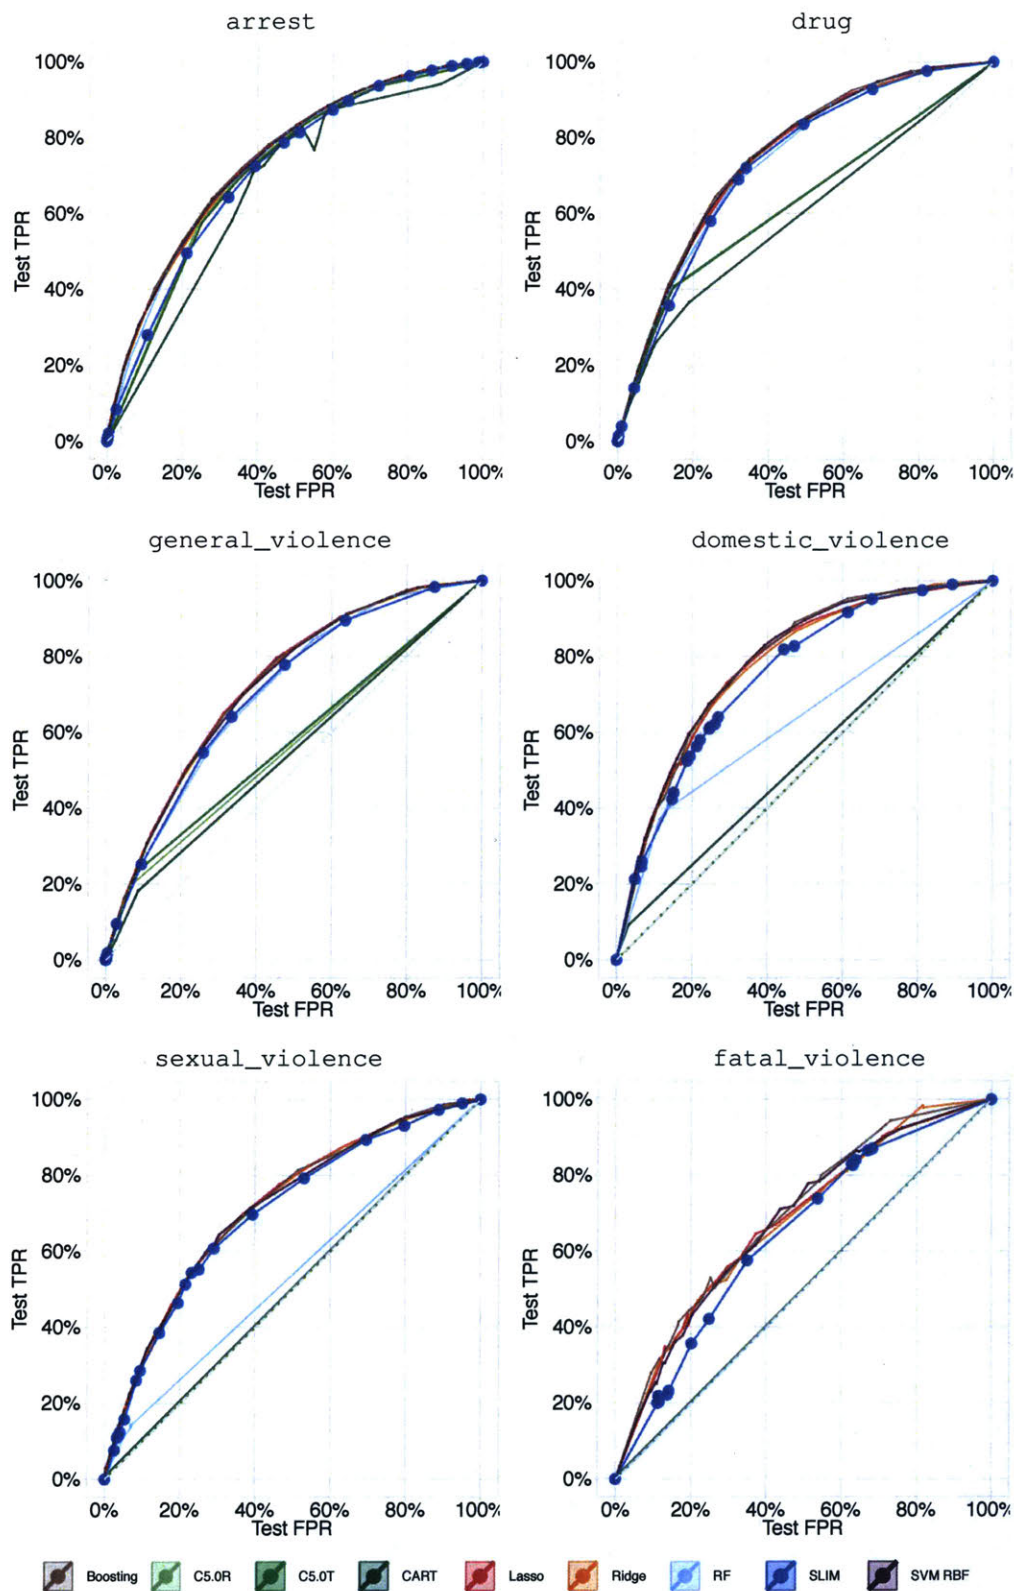 arrest
drug
100%
80%
60%
40%
20%
0%
Test TPR
0% 20% 40% 60% 80% 100%
Test FPR
100%
80%
60%
40%
20%
0%
Test TPR
0% 20% 40% 60% 80% 100%
Test FPR
general_violence
domestic_violence
100%
80%
60%
40%
20%
0%
Test TPR
0% 20% 40% 60% 80% 100%
Test FPR
100%
80%
60%
40%
20%
0%
Test TPR
0% 20% 40% 60% 80% 100%
Test FPR
sexual_violence
fatal_violence
100%
80%
60%
40%
20%
0%
Test TPR
0% 20% 40% 60% 80% 100%
Test FPR
100%
80%
60%
40%
20%
0%
Test TPR
0% 20% 40% 60% 80% 100%
Test FPR
Boosting C5.0R C5.0T CART Lasso Ridge RF SLIM SVM RBF